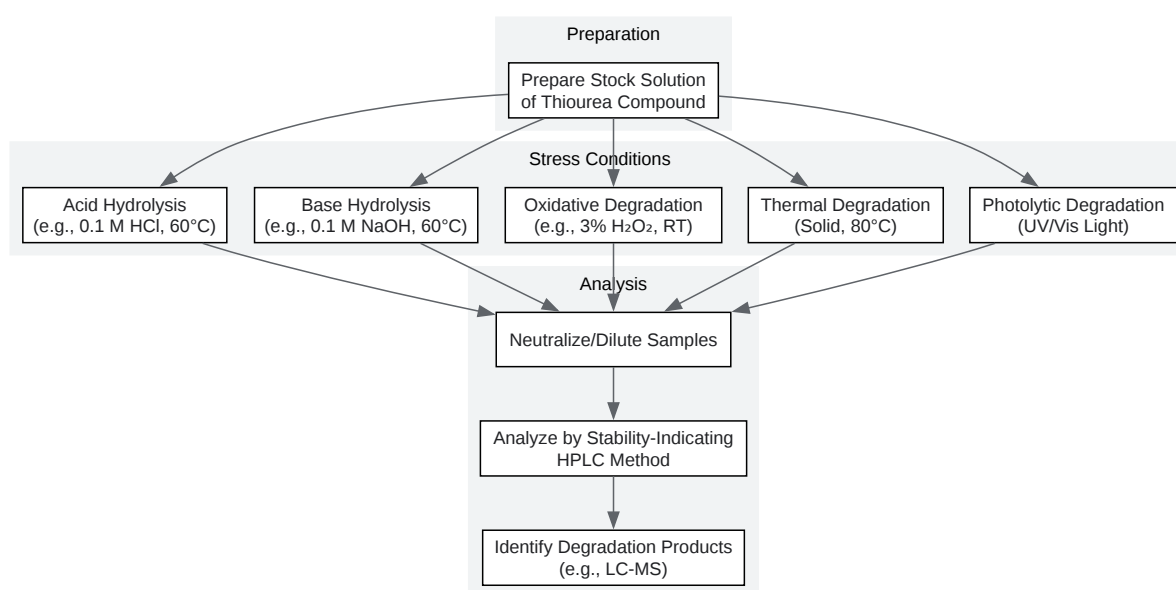 Preparation
Prepare Stock Solution
of Thiourea Compound
Stress Conditions
Acid Hydrolysis
(e.g., 0.1 M HCl, 60°C)
Base Hydrolysis
(e.g., 0.1 M NaOH, 60°C)
Oxidative Degradation
(e.g., 3% H₂O₂, RT)
Thermal Degradation
(Solid, 80°C)
Photolytic Degradation
(UV/Vis Light)
Analysis
Neutralize/Dilute Samples
Analyze by Stability-Indicating
HPLC Method
Identify Degradation Products
(e.g., LC-MS)